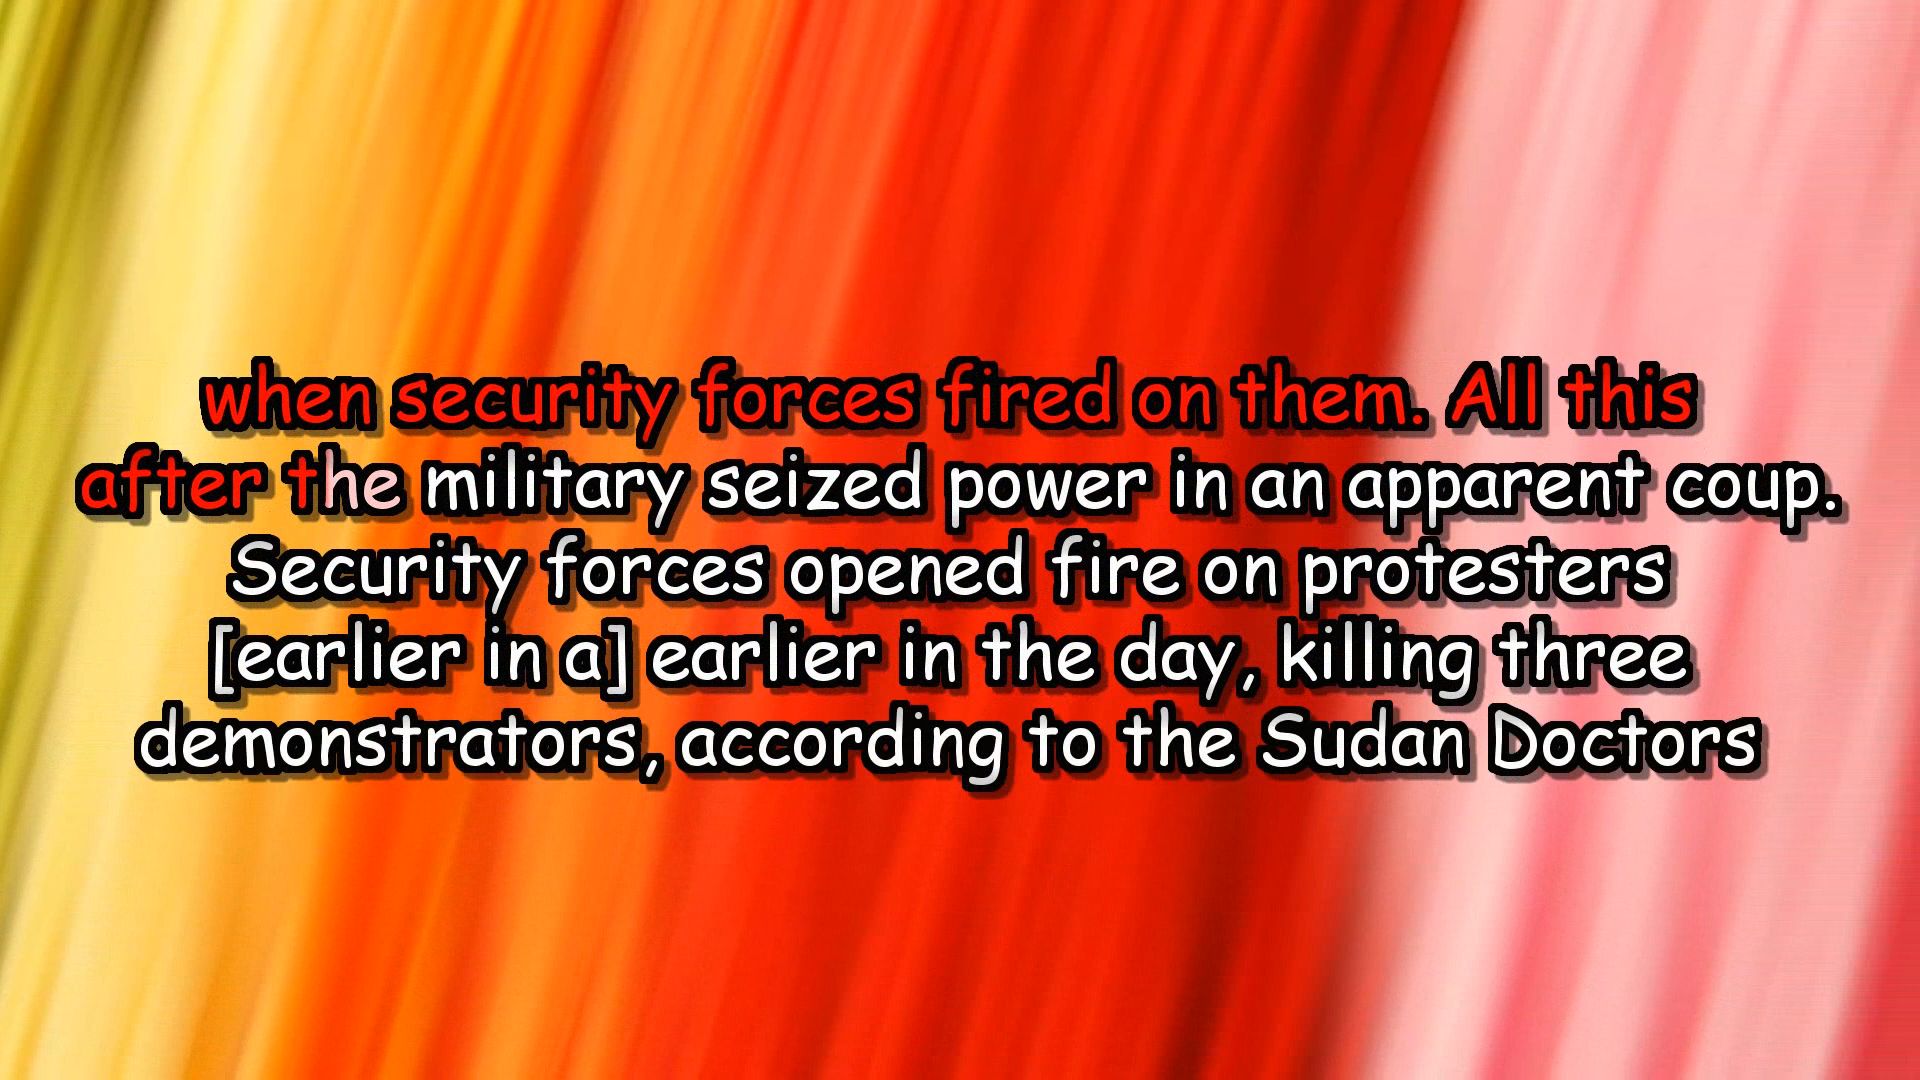 when security forces fired on them. All this
after the military seized power in an apparent coup.
Security forces opened fire on protesters
[earlier in a] earlier in the day, killing three
demonstrators, according to the Sudan Doctors